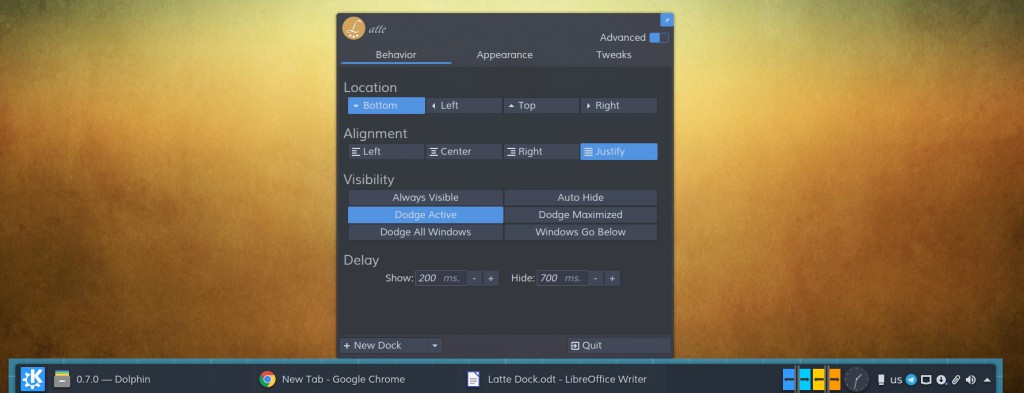 Latte
Advanced
Behavior Appearance Tweaks
Location
Bottom Left Top Right
Alignment
Left Center Right Justify
Visibility
Always Visible Auto Hide
Dodge Active Dodge Maximized
Dodge All Windows Windows Go Below
Delay
Show: 200 ms. - + Hide: 700 ms. - +
+ New Dock Quit
0.7.0 — Dolphin New Tab - Google Chrome Latte Dock.odt - LibreOffice Writer us